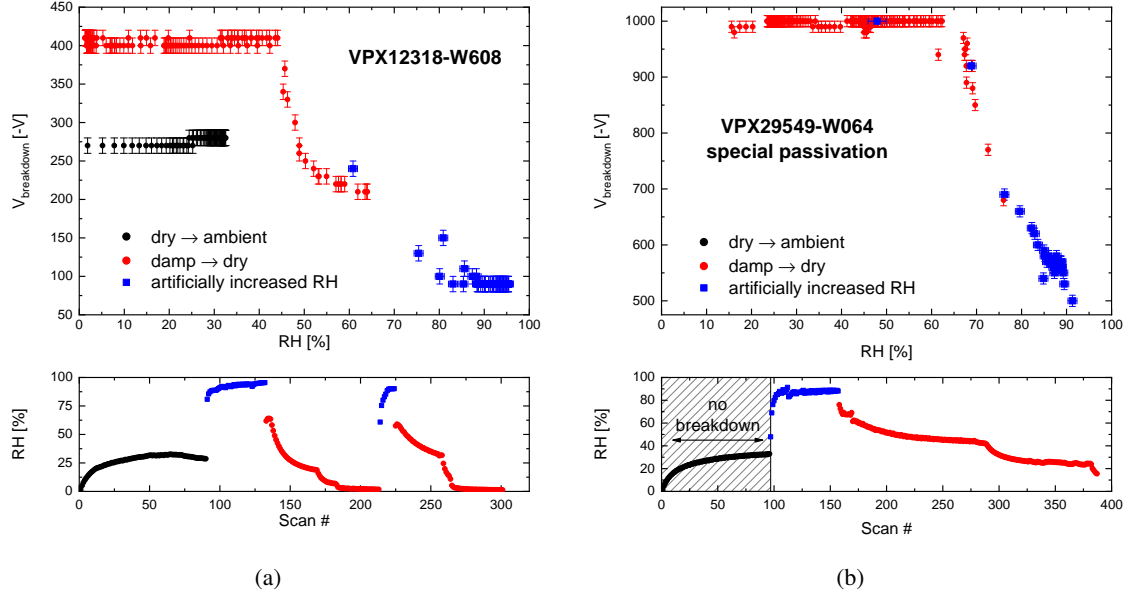 450
400
350
300
250
200
150
100
50
V_breakdown [-V]
VPX12318-W608
dry → ambient
damp → dry
artificially increased RH
0 10 20 30 40 50 60 70 80 90 100
RH [%]
100
75
50
25
0
RH [%]
0 50 100 150 200 250 300
Scan #
(a)
1000
900
800
700
600
500
V_breakdown [-V]
VPX29549-W064
special passivation
dry → ambient
damp → dry
artificially increased RH
0 10 20 30 40 50 60 70 80 90 100
RH [%]
100
80
60
40
20
0
RH [%]
no
breakdown
0 50 100 150 200 250 300 350 400
Scan #
(b)